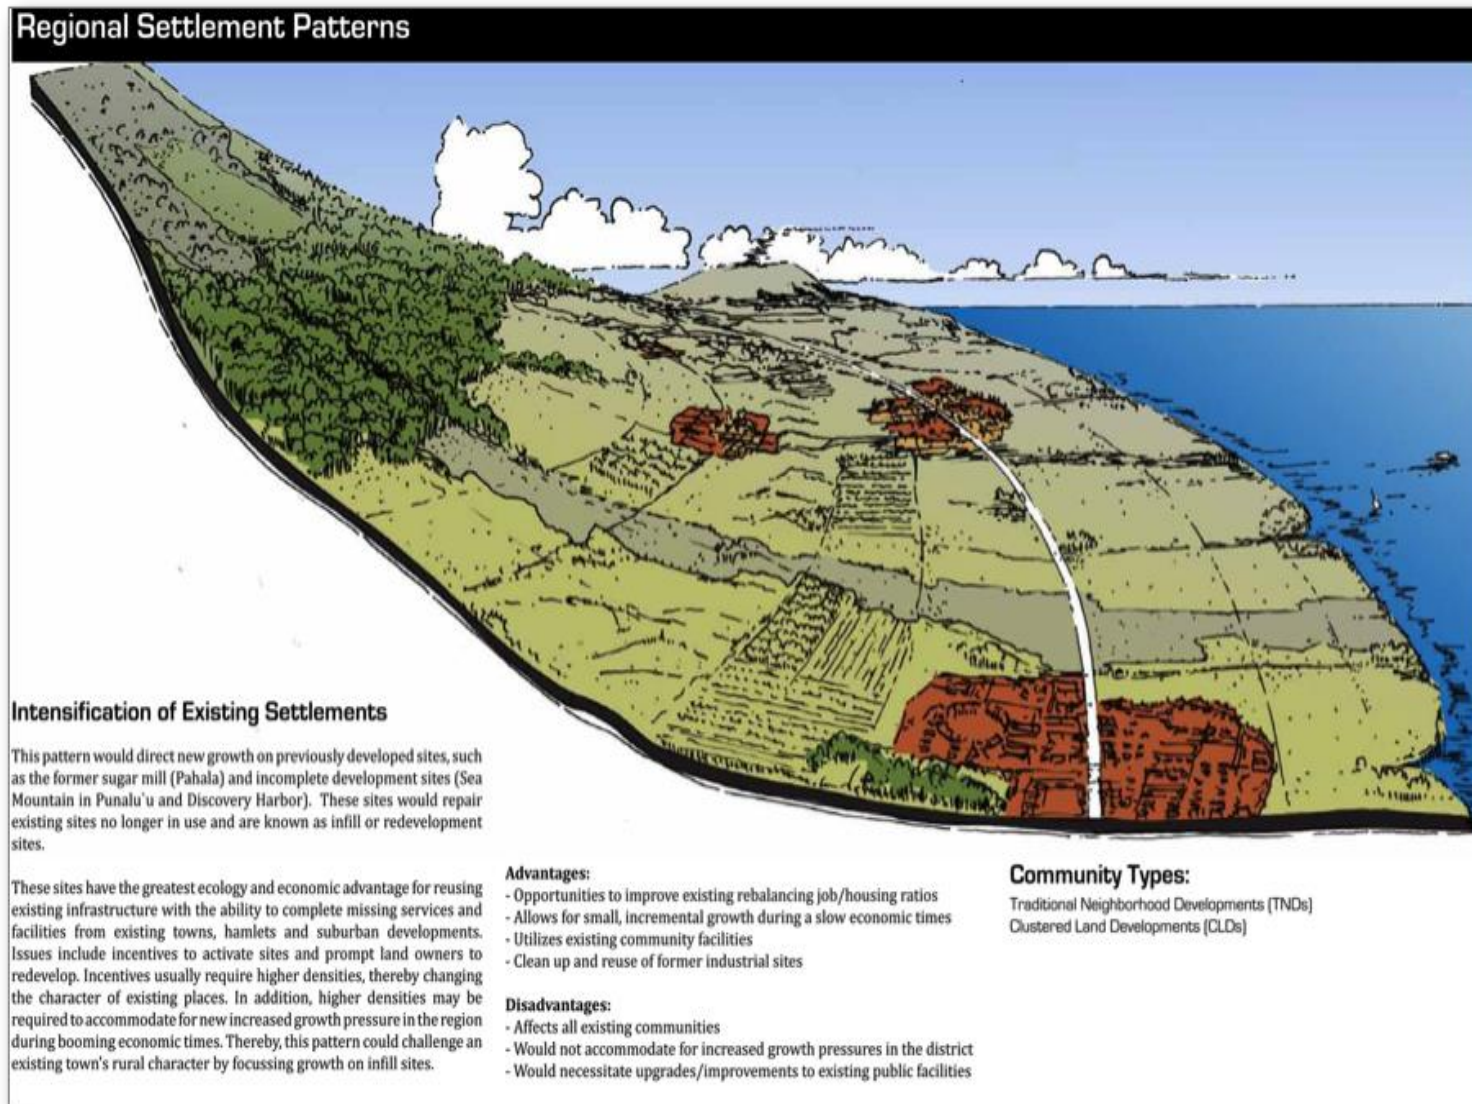 Regional Settlement Patterns
Intensification of Existing Settlements
This pattern would direct new growth on previously developed sites, such
as the former sugar mill (Pahala) and incomplete development sites (Sea
Mountain in Punalu`u and Discovery Harbor).  These sites would repair
existing sites no longer in use and are known as infill or redevelopment
sites.
These sites have the greatest ecology and economic advantage for reusing
existing infrastructure with the ability to complete missing services and
facilities from existing towns, hamlets and suburban developments.
Issues include incentives to activate sites and prompt land owners to
redevelop. Incentives usually require higher densities, thereby changing
the character of existing places. In addition, higher densities may be
required to accommodate for new increased growth pressure in the region
during booming economic times. Thereby, this pattern could challenge an
existing town's rural character by focussing growth on infill sites.
Advantages:
- Opportunities to improve existing rebalancing job/housing ratios
- Allows for small, incremental growth during a slow economic times
- Utilizes existing community facilities
- Clean up and reuse of former industrial sites
Disadvantages:
- Affects all existing communities
- Would not accommodate for increased growth pressures in the district
- Would necessitate upgrades/improvements to existing public facilities
Community Types:
Traditional Neighborhood Developments (TNDs)
Clustered Land Developments (CLDs)